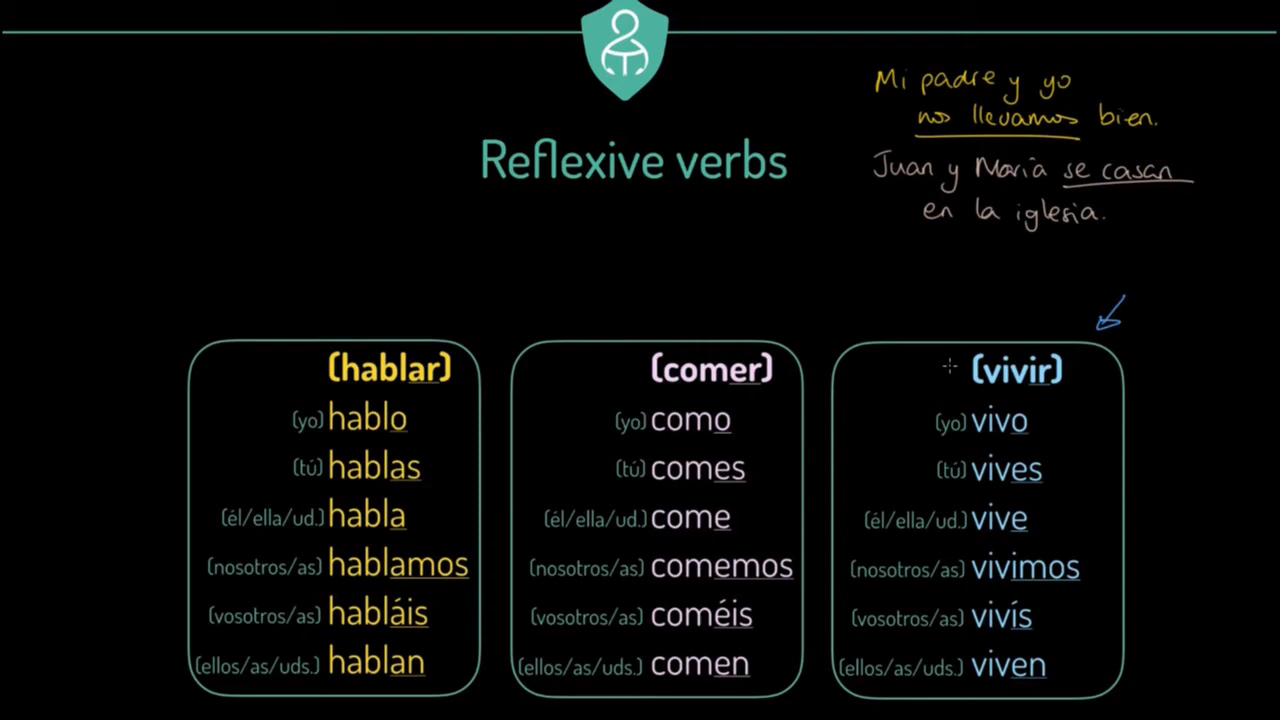 Mi padre y yo
nos llevamos bien.
Juan y María se casan
en la iglesia.
Reflexive verbs
(hablar)
(yo) hablo
(tú) hablas
(él/ella/ud.) habla
(nosotros/as) hablamos
(vosotros/as) habláis
(ellos/as/uds.) hablan
(comer)
(yo) como
(tú) comes
(él/ella/ud.) come
(nosotros/as) comemos
(vosotros/as) coméis
(ellos/as/uds.) comen
(vivir)
(yo) vivo
(tú) vives
(él/ella/ud.) vive
(nosotros/as) vivimos
(vosotros/as) vivís
(ellos/as/uds.) viven